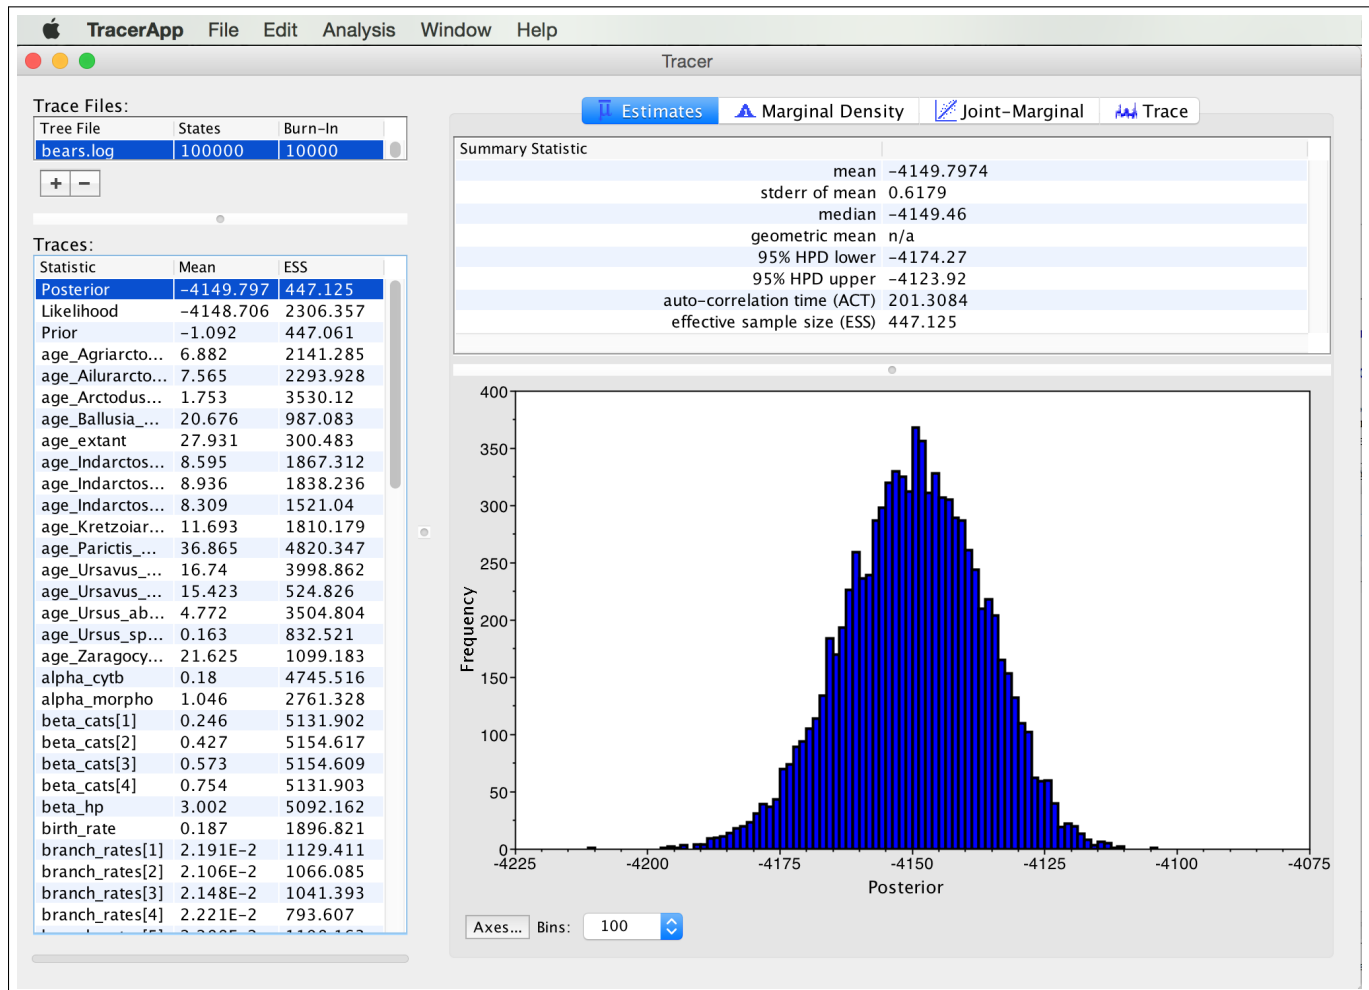 TracerApp File Edit Analysis Window Help
Tracer
Trace Files:
Tree File States Burn-In
bears.log 100000 10000
+ −
Traces:
Statistic Mean ESS
Posterior −4149.797 447.125
Likelihood −4148.706 2306.357
Prior −1.092 447.061
age_Agriarcto... 6.882 2141.285
age_Ailurarcto... 7.565 2293.928
age_Arctodus... 1.753 3530.12
age_Ballusia_... 20.676 987.083
age_extant 27.931 300.483
age_Indarctos... 8.595 1867.312
age_Indarctos... 8.936 1838.236
age_Indarctos... 8.309 1521.04
age_Kretzoiar... 11.693 1810.179
age_Parictis_... 36.865 4820.347
age_Ursavus_... 16.74 3998.862
age_Ursavus_... 15.423 524.826
age_Ursus_ab... 4.772 3504.804
age_Ursus_sp... 0.163 832.521
age_Zaragocy... 21.625 1099.183
alpha_cytb 0.18 4745.516
alpha_morpho 1.046 2761.328
beta_cats[1] 0.246 5131.902
beta_cats[2] 0.427 5154.617
beta_cats[3] 0.573 5154.609
beta_cats[4] 0.754 5131.903
beta_hp 3.002 5092.162
birth_rate 0.187 1896.821
branch_rates[1] 2.191E−2 1129.411
branch_rates[2] 2.106E−2 1066.085
branch_rates[3] 2.148E−2 1041.393
branch_rates[4] 2.221E−2 793.607
Estimates Marginal Density Joint−Marginal Trace
Summary Statistic
mean −4149.7974
stderr of mean 0.6179
median −4149.46
geometric mean n/a
95% HPD lower −4174.27
95% HPD upper −4123.92
auto−correlation time (ACT) 201.3084
effective sample size (ESS) 447.125
400
350
300
250
200
150
100
50
0
Frequency
-4225 -4200 -4175 -4150 -4125 -4100 -4075
Posterior
Axes... Bins: 100